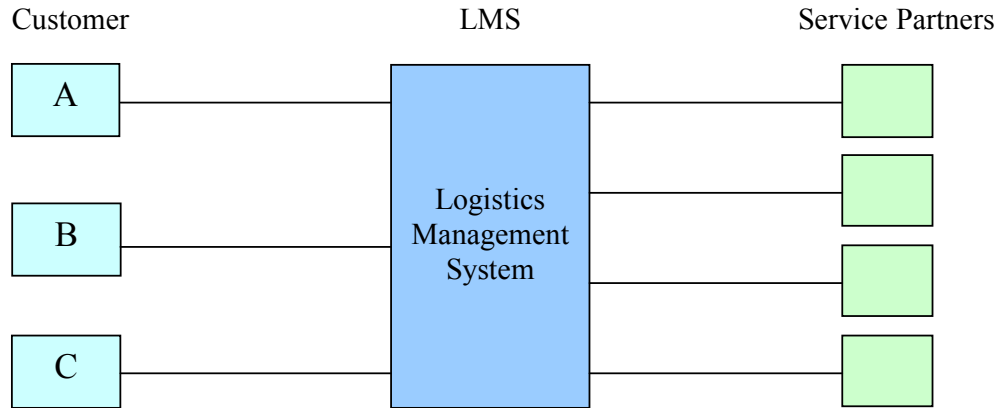 Customer
LMS
Service Partners
A
B
C
Logistics
Management
System